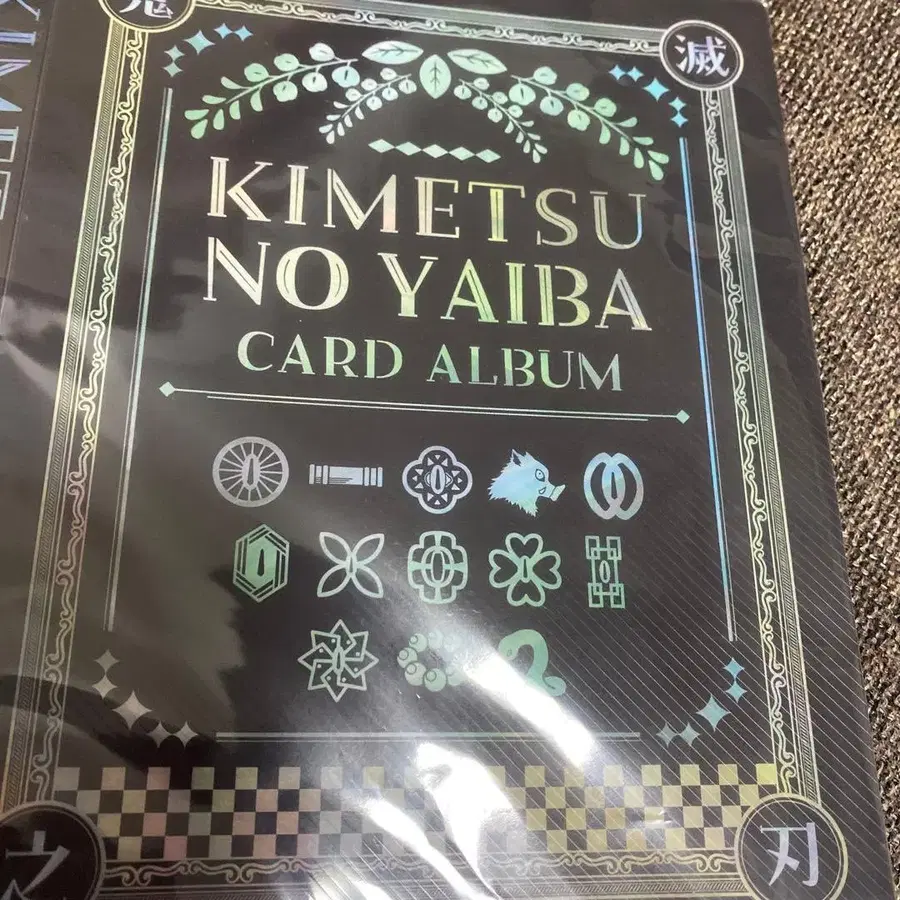 鬼
滅
KIMETSU
NO YAIBA
CARD ALBUM
之
刃